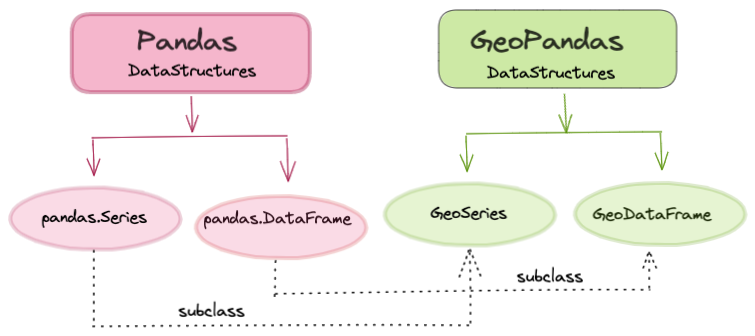 Pandas
DataStructures
GeoPandas
DataStructures
pandas.Series
pandas.DataFrame
GeoSeries
GeoDataFrame
subclass
subclass